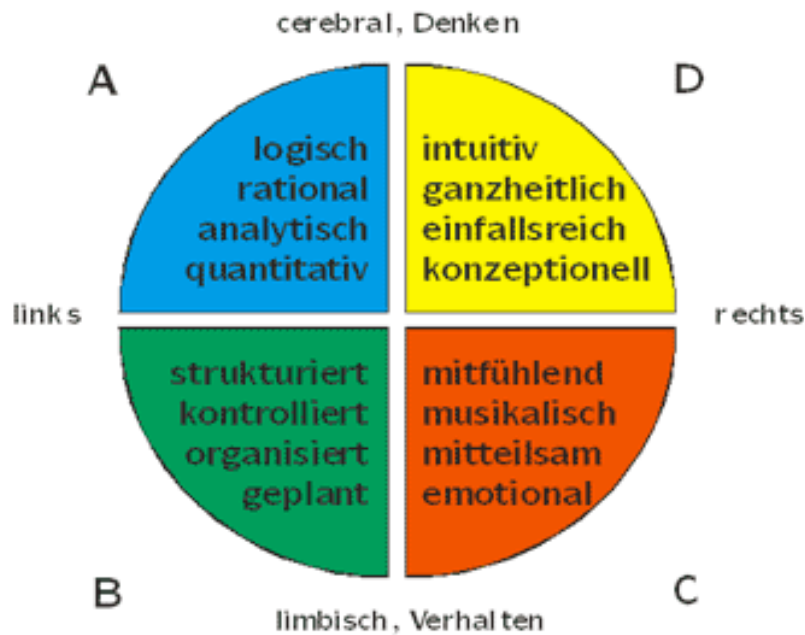 cerebral, Denken
A
D
logisch
rational
analytisch
quantitativ
intuitiv
ganzheitlich
einfallsreich
konzeptionell
links
rechts
strukturiert
kontrolliert
organisiert
geplant
mitfühlend
musikalisch
mitteilsam
emotional
B
C
limbisch, Verhalten